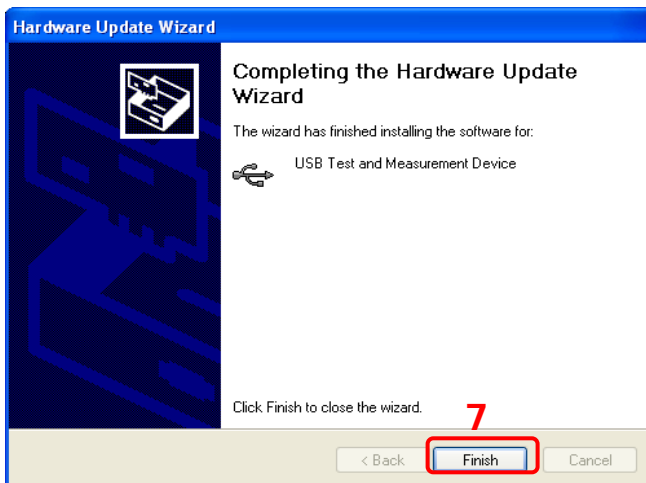 Hardware Update Wizard
Completing the Hardware Update
Wizard
The wizard has finished installing the software for:
USB Test and Measurement Device
Click Finish to close the wizard.
7
< Back Finish Cancel